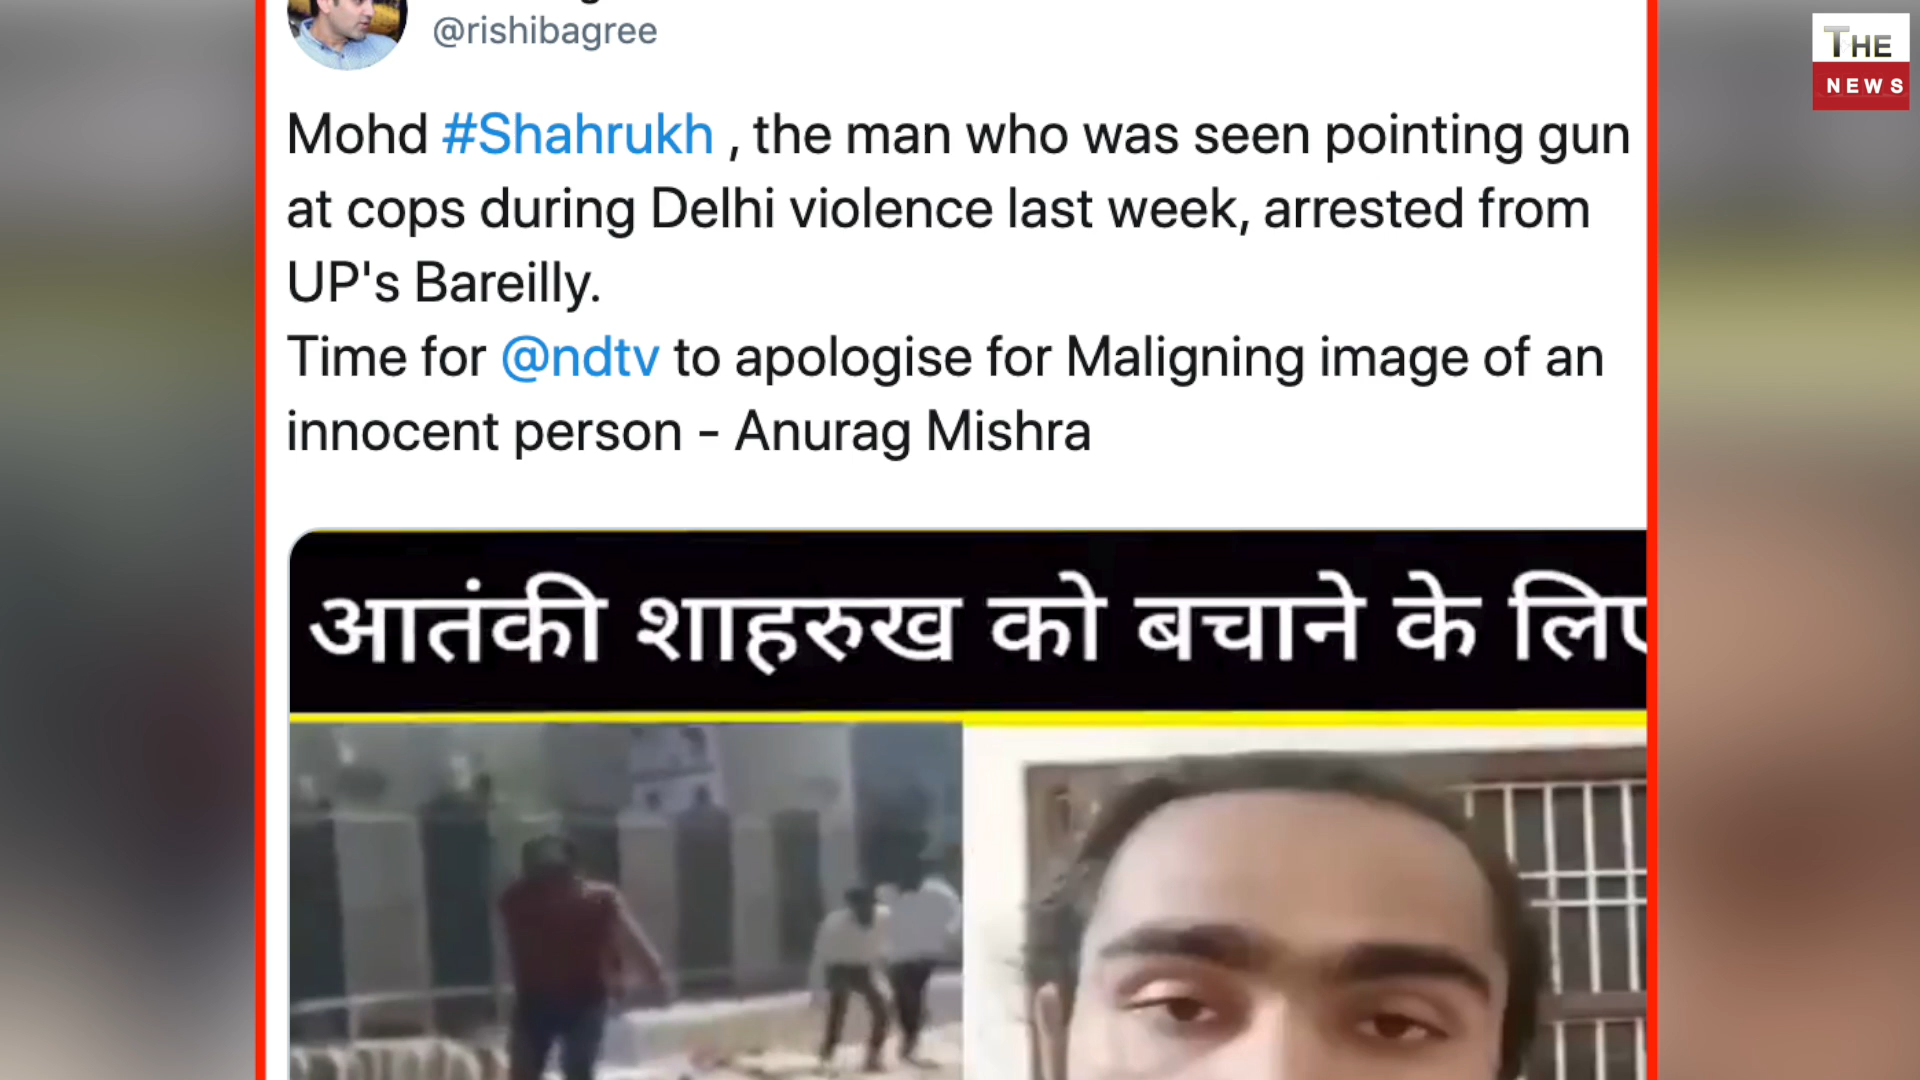 @rishibagree
THE
NEWS
Mohd #Shahrukh , the man who was seen pointing gun
at cops during Delhi violence last week, arrested from
UP's Bareilly.
Time for @ndtv to apologise for Maligning image of an
innocent person - Anurag Mishra
आतंकी शाहरुख को बचाने के लिए